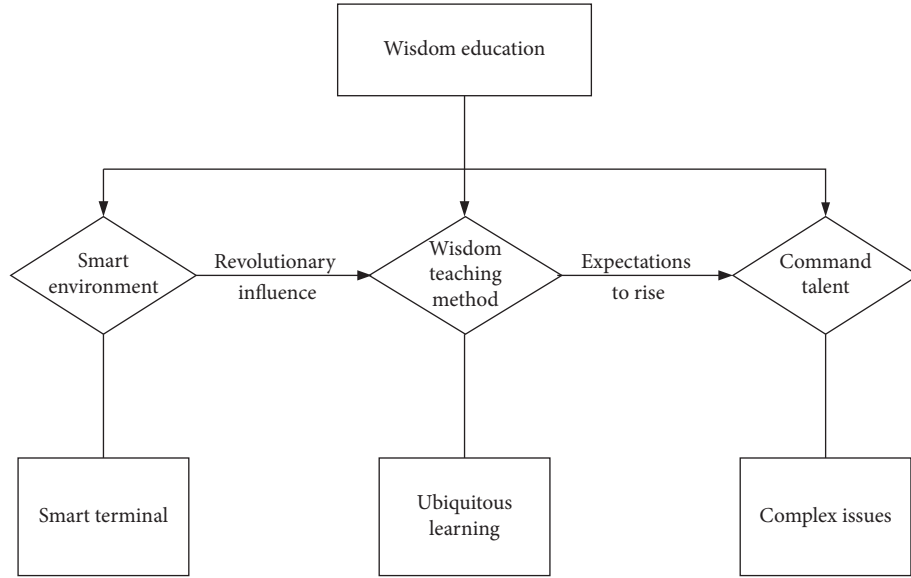 Wisdom education
Smart
environment
Revolutionary
influence
Wisdom
teaching
method
Expectations
to rise
Command
talent
Smart terminal
Ubiquitous
learning
Complex issues